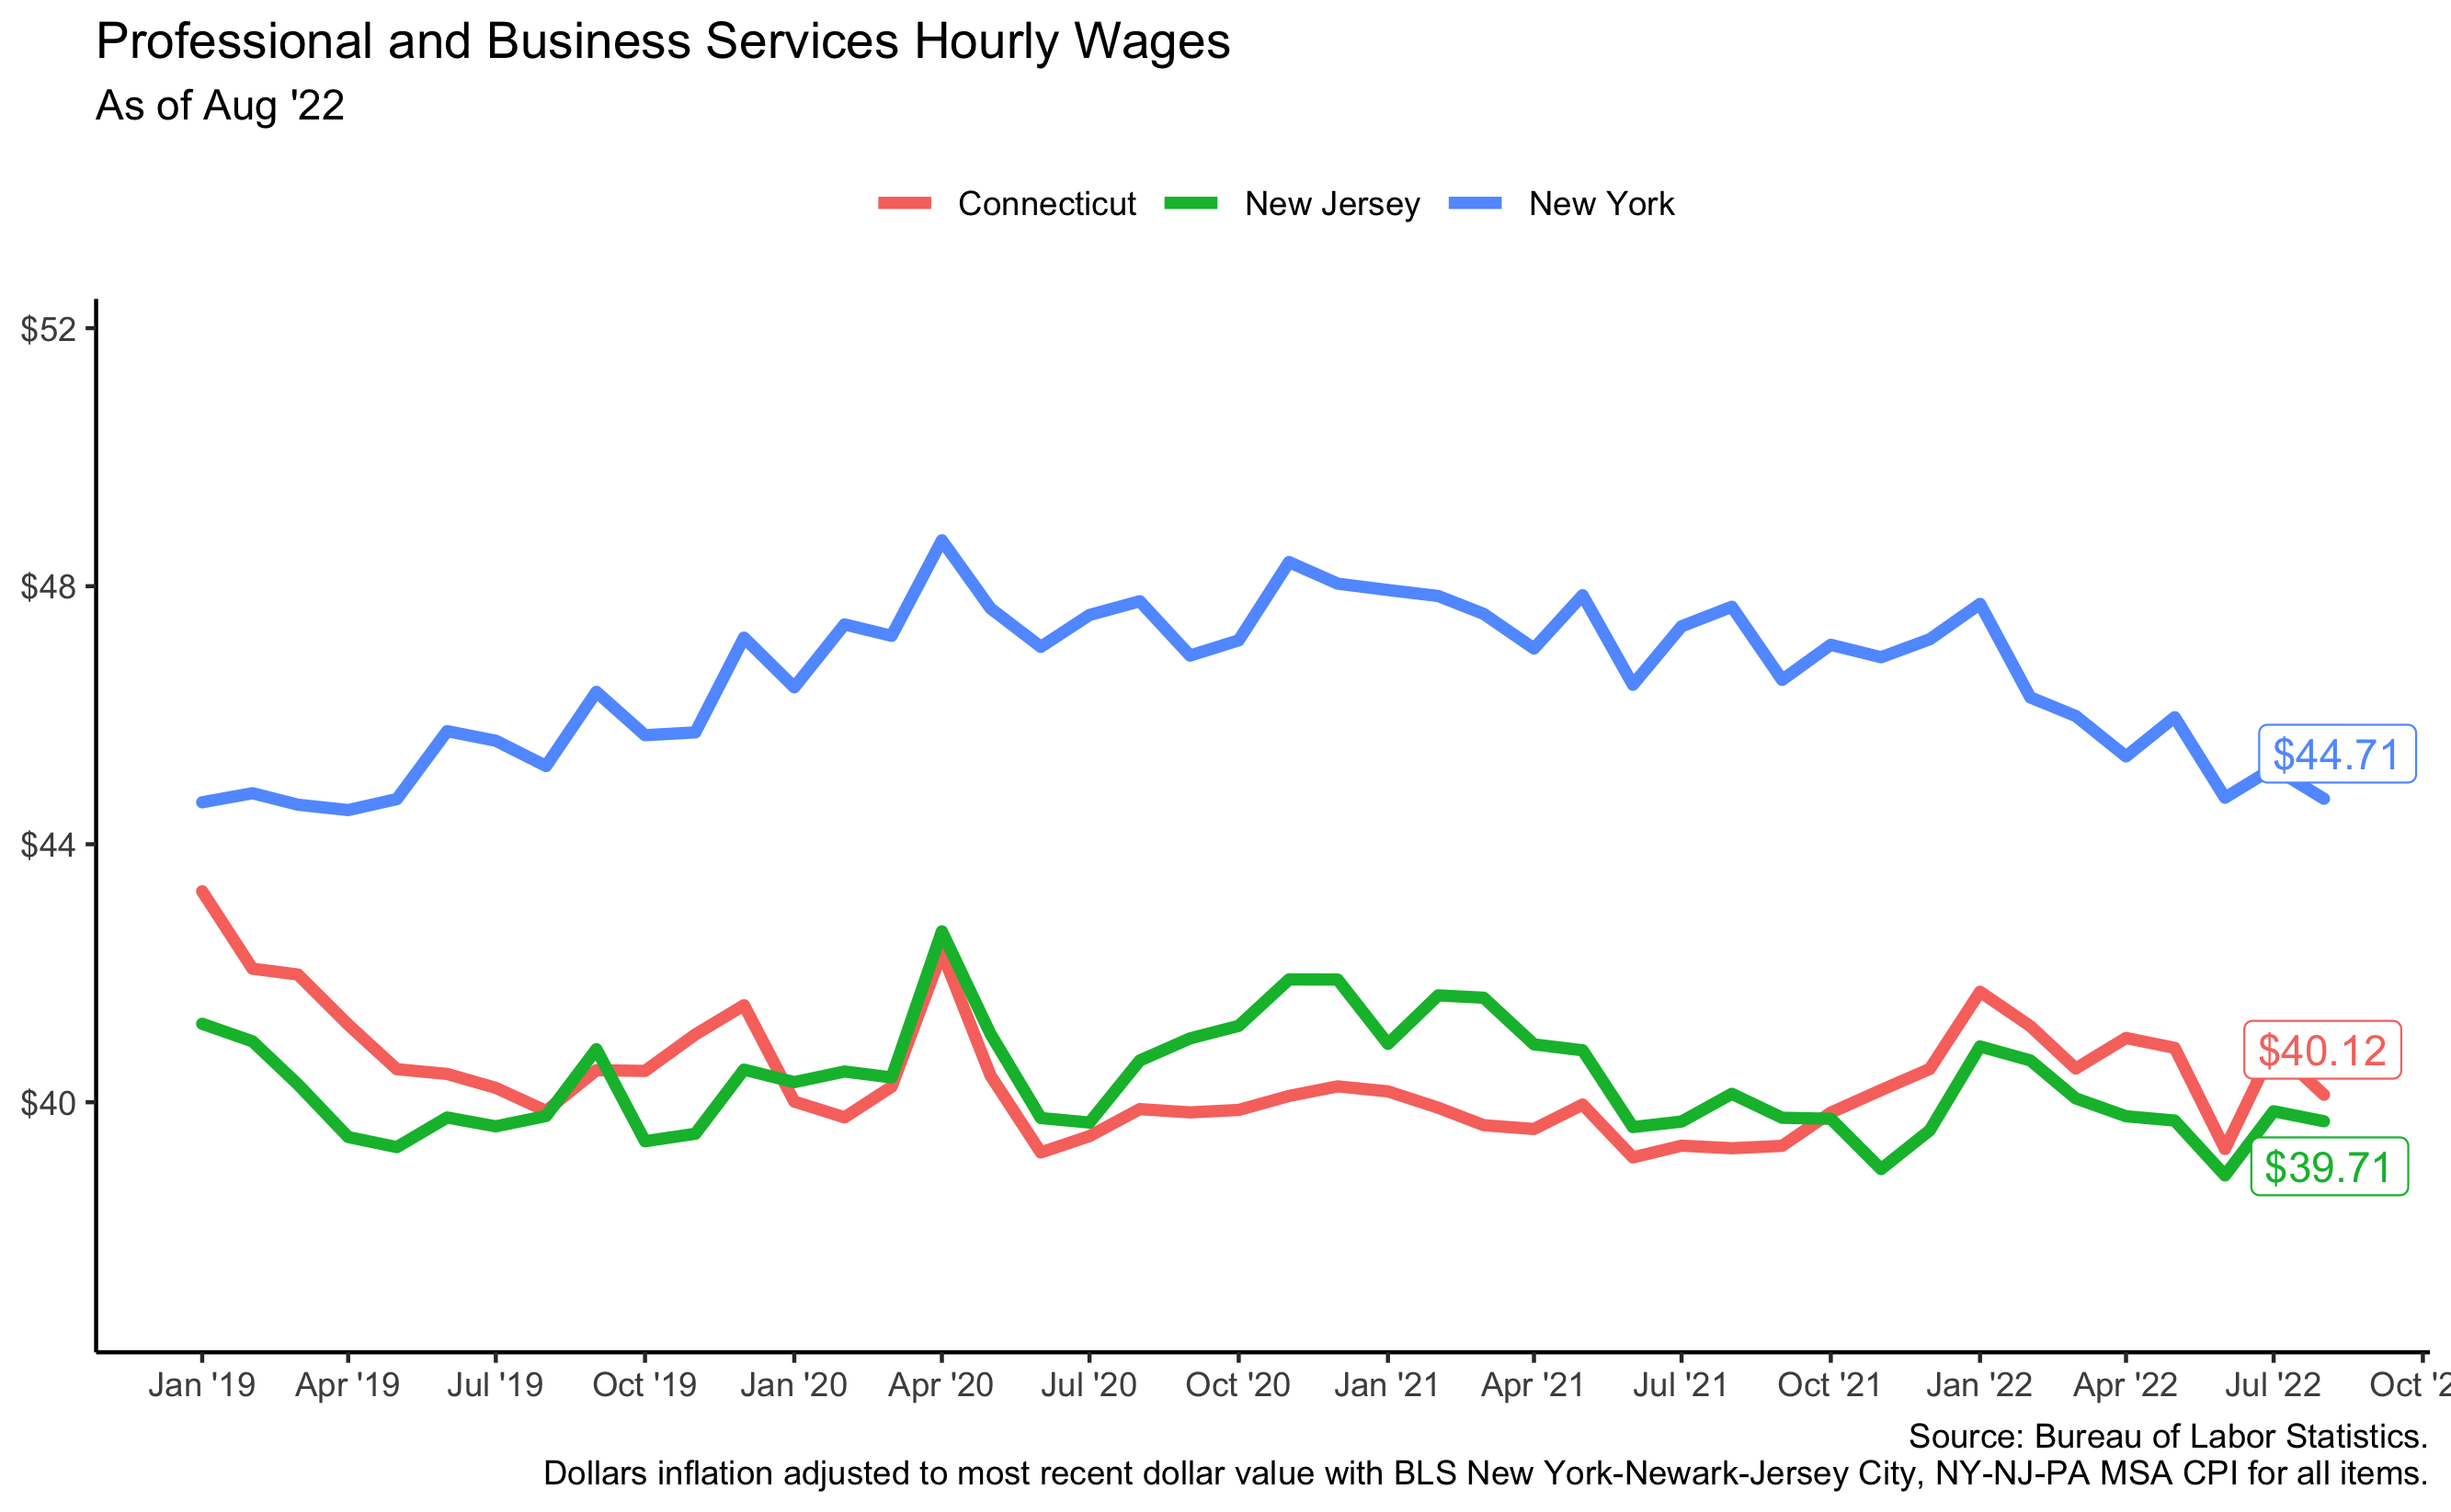 Professional and Business Services Hourly Wages
As of Aug '22
Connecticut New Jersey New York
$52
$48
$44
$40
$44.71
$40.12
$39.71
Jan '19 Apr '19 Jul '19 Oct '19 Jan '20 Apr '20 Jul '20 Oct '20 Jan '21 Apr '21 Jul '21 Oct '21 Jan '22 Apr '22 Jul '22 Oct '2
Source: Bureau of Labor Statistics.
Dollars inflation adjusted to most recent dollar value with BLS New York-Newark-Jersey City, NY-NJ-PA MSA CPI for all items.